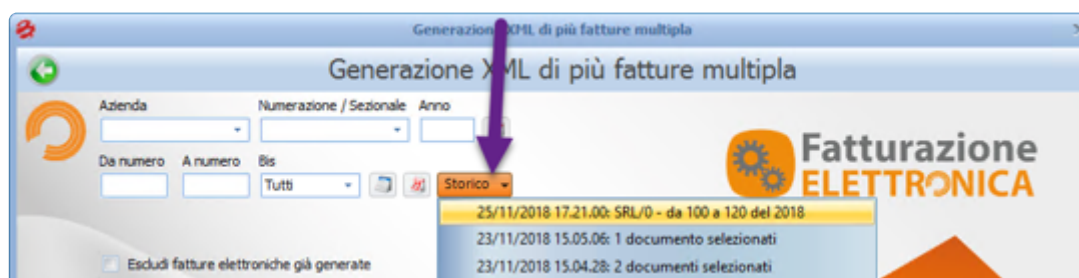 Generazione XML di più fatture multipla
Generazione XML di più fatture multipla
Azienda Numerazione / Sezionale Anno
Da numero A numero Bis
Tutti Storico
Fatturazione
ELETTRONICA
25/11/2018 17.21.00: SRL/0 - da 100 a 120 del 2018
23/11/2018 15.05.06: 1 documento selezionati
Escludi fatture elettroniche già generate
23/11/2018 15.04.28: 2 documenti selezionati